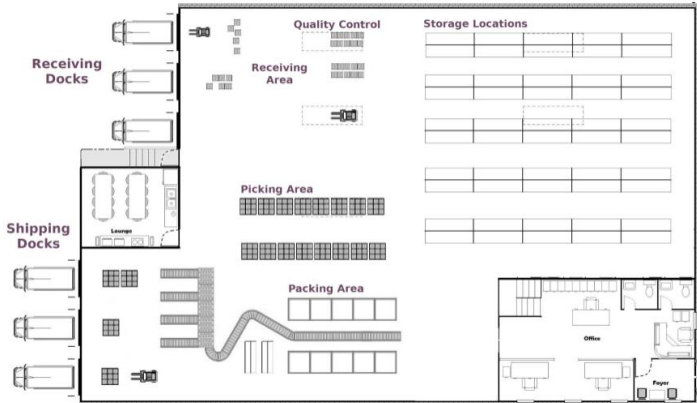 Quality Control
Storage Locations
Receiving
Docks
Receiving
Area
Picking Area
Lounge
Shipping
Docks
Packing Area
Office
Foyer